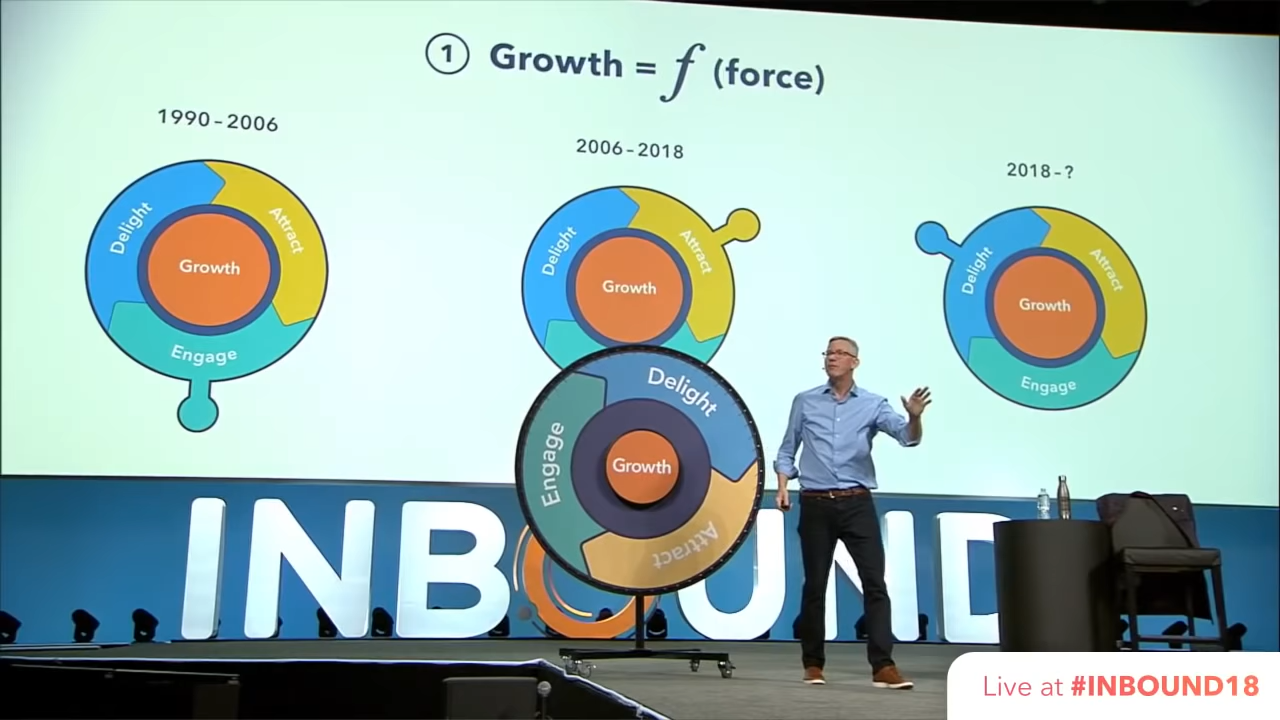 1 Growth = f (force)
1990-2006
Delight
Attract
Growth
Engage
2006-2018
Delight
Attract
Growth
2018-?
Delight
Attract
Growth
Engage
Delight
Engage
Growth
Attract
INBOUND
Live at #INBOUND18